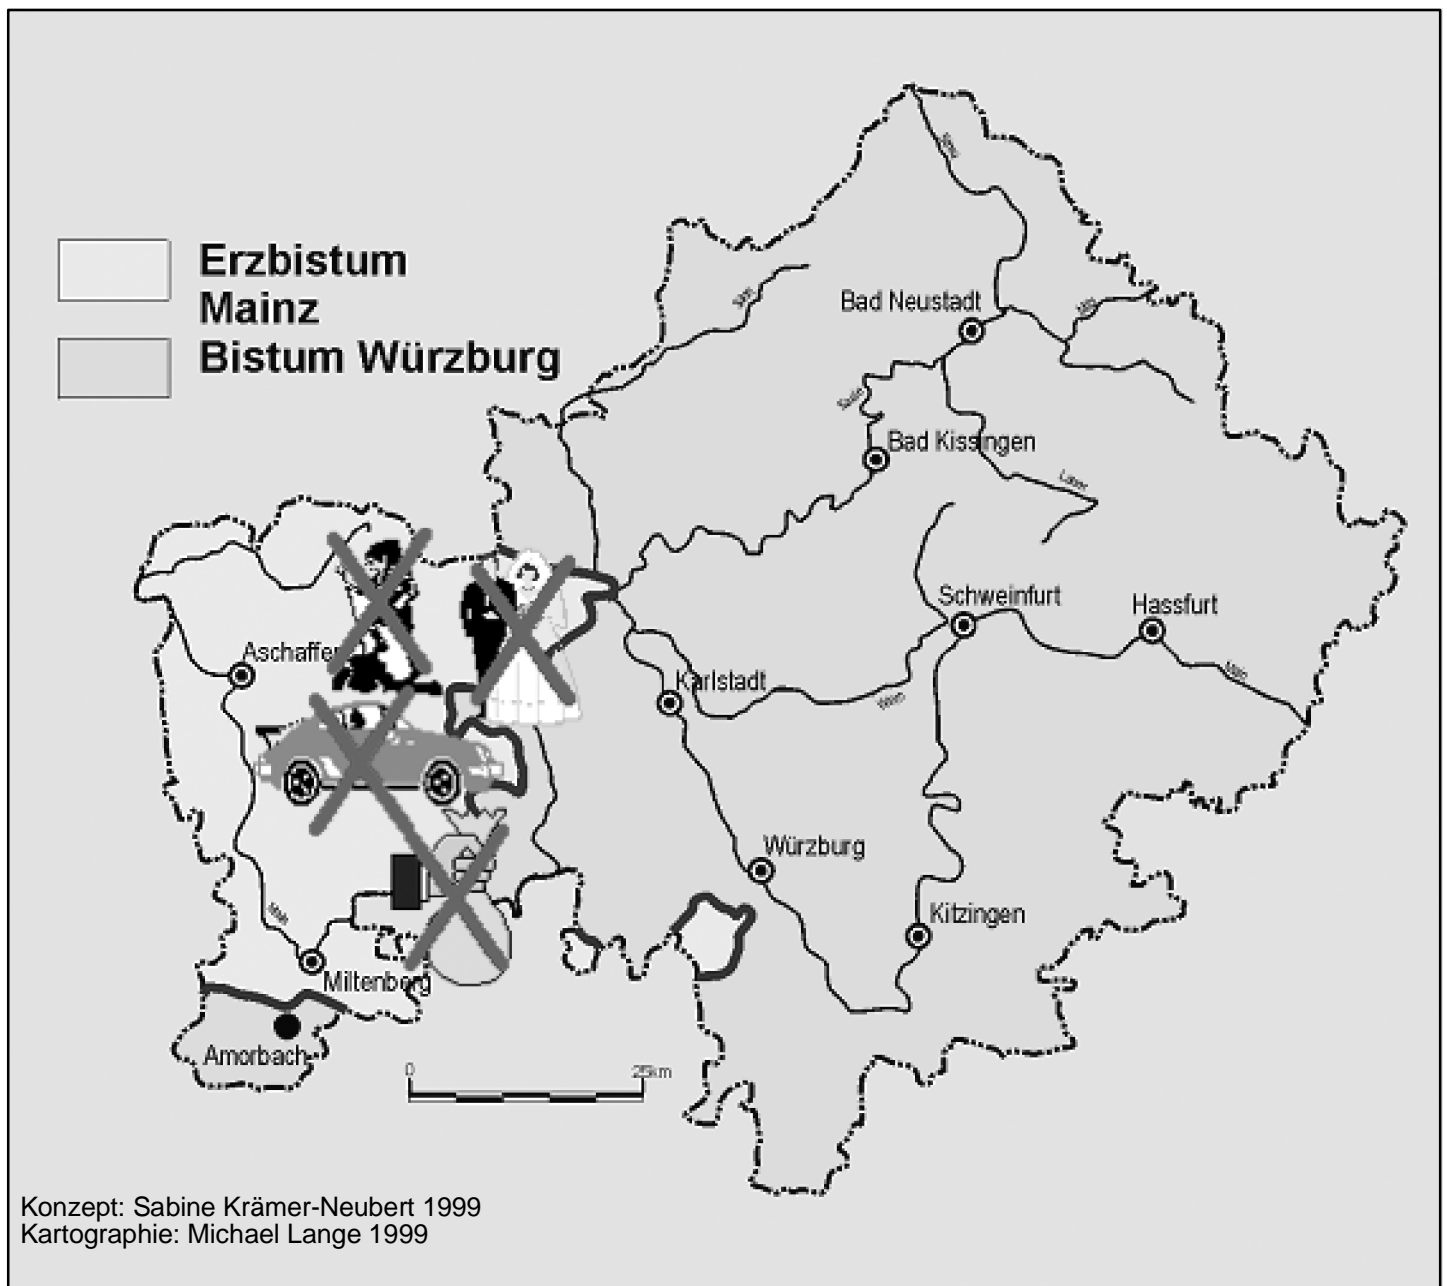 Erzbistum
Mainz
Bistum Würzburg
Bad Neustadt
Bad Kissingen
Schweinfurt
Hassfurt
Aschaffen
Karlstadt
Würzburg
Kitzingen
Miltenberg
Amorbach
0 25km
Konzept: Sabine Krämer-Neubert 1999
Kartographie: Michael Lange 1999